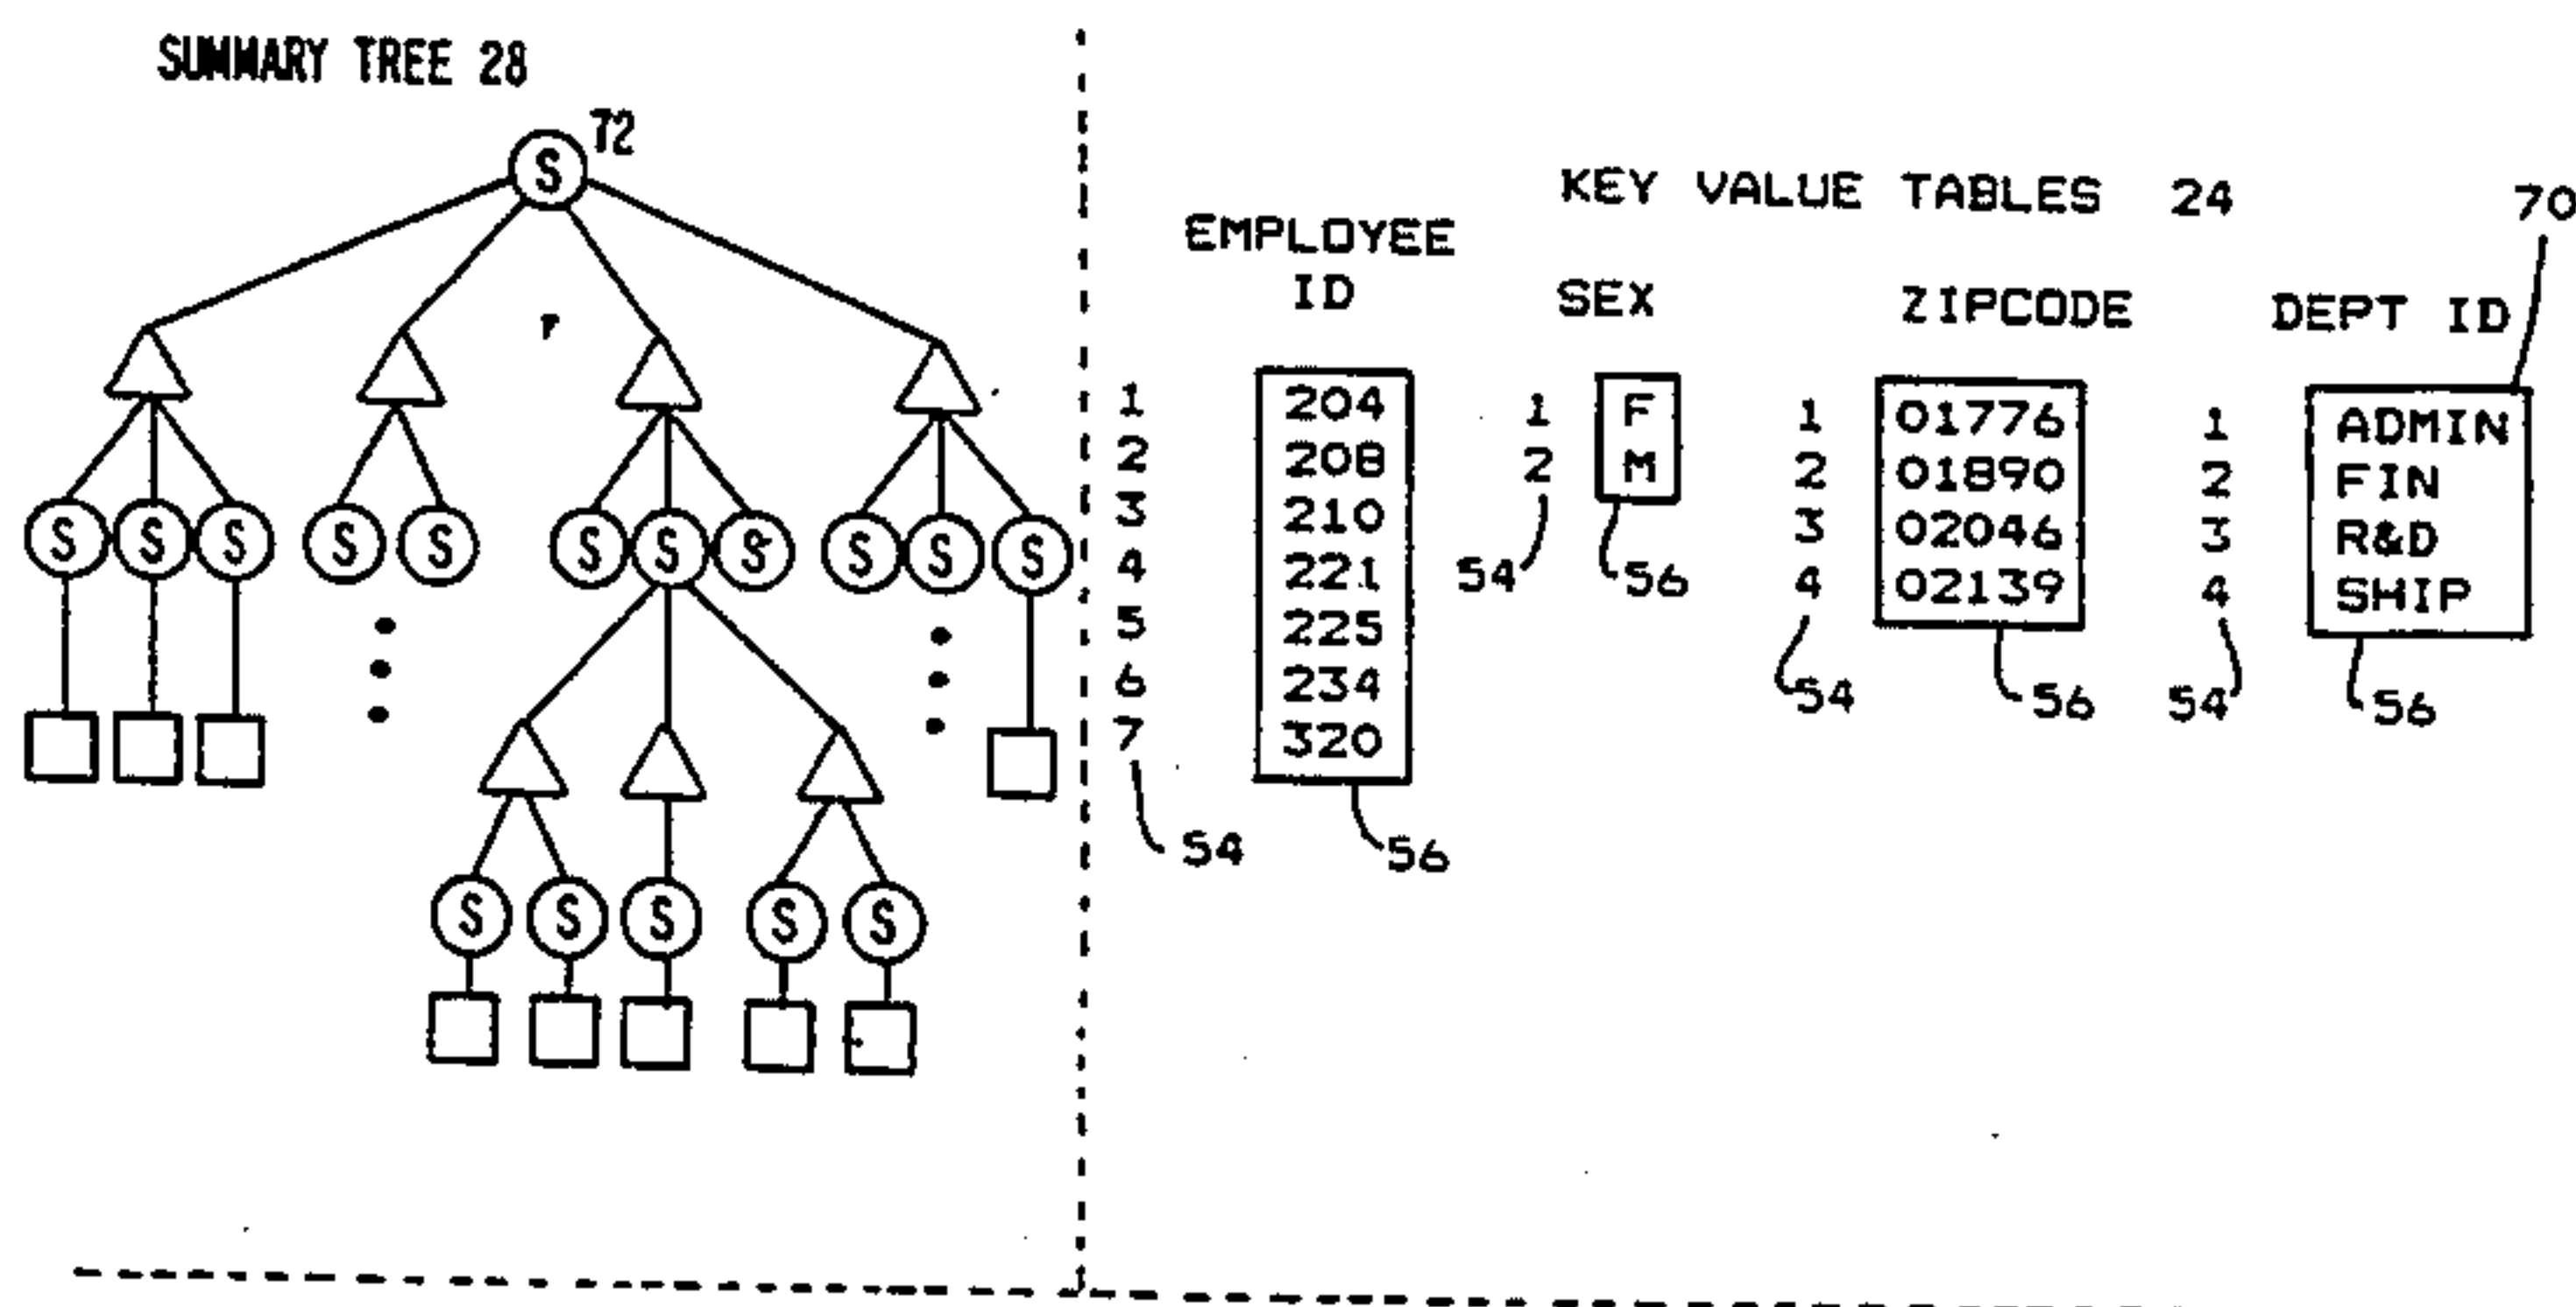 SUMMARY TREE 28
72
S
S S S S S S S S S S S
S S S S S
KEY VALUE TABLES 24
70
EMPLOYEE ID
1 204
2 208
3 210
4 221
5 225
6 234
7 320
54 56
SEX
1 F
2 M
54 56
ZIPCODE
1 01776
2 01890
3 02046
4 02139
54 56
DEPT ID
1 ADMIN
2 FIN
3 R&D
4 SHIP
54 56